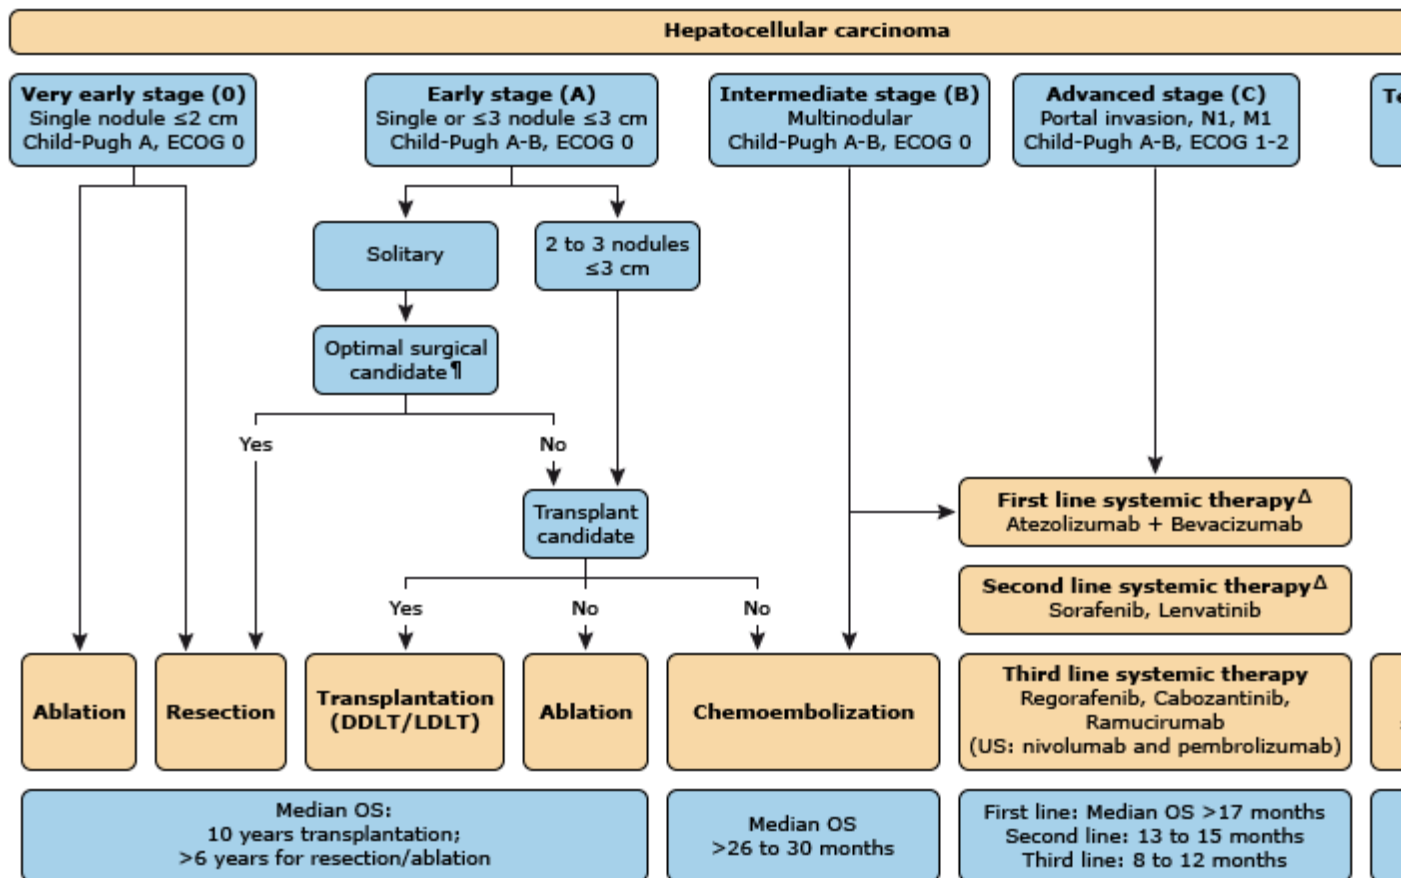 Hepatocellular carcinoma
Very early stage (0)
Single nodule ≤2 cm
Child-Pugh A, ECOG 0
Early stage (A)
Single or ≤3 nodule ≤3 cm
Child-Pugh A-B, ECOG 0
Intermediate stage (B)
Multinodular
Child-Pugh A-B, ECOG 0
Advanced stage (C)
Portal invasion, N1, M1
Child-Pugh A-B, ECOG 1-2
Solitary
2 to 3 nodules
≤3 cm
Optimal surgical
candidate¶
Yes
No
Transplant
candidate
First line systemic therapyΔ
Atezolizumab + Bevacizumab
Second line systemic therapyΔ
Sorafenib, Lenvatinib
Yes
No
No
Ablation
Resection
Transplantation
(DDLT/LDLT)
Ablation
Chemoembolization
Third line systemic therapy
Regorafenib, Cabozantinib,
Ramucirumab
(US: nivolumab and pembrolizumab)
Median OS:
10 years transplantation;
>6 years for resection/ablation
Median OS
>26 to 30 months
First line: Median OS >17 months
Second line: 13 to 15 months
Third line: 8 to 12 months